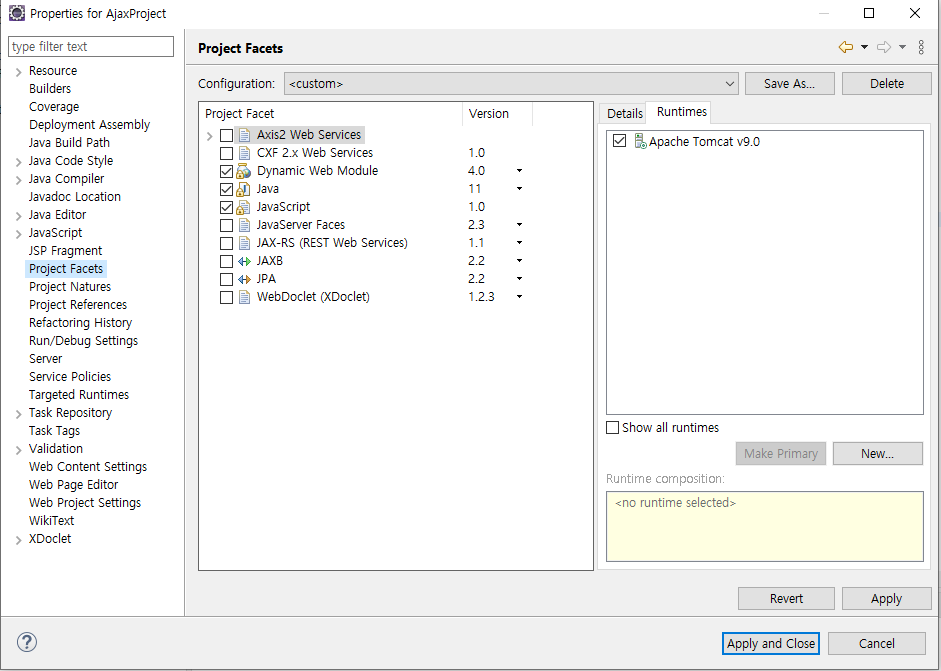 Properties for AjaxProject
type filter text
Resource
Builders
Coverage
Deployment Assembly
Java Build Path
Java Code Style
Java Compiler
Javadoc Location
Java Editor
JavaScript
JSP Fragment
Project Facets
Project Natures
Project References
Refactoring History
Run/Debug Settings
Server
Service Policies
Targeted Runtimes
Task Repository
Task Tags
Validation
Web Content Settings
Web Page Editor
Web Project Settings
WikiText
XDoclet
Project Facets
Configuration: <custom> Save As... Delete
Project Facet Version
Axis2 Web Services
CXF 2.x Web Services 1.0
Dynamic Web Module 4.0
Java 11
JavaScript 1.0
JavaServer Faces 2.3
JAX-RS (REST Web Services) 1.1
JAXB 2.2
JPA 2.2
WebDoclet (XDoclet) 1.2.3
Details Runtimes
Apache Tomcat v9.0
Show all runtimes
Make Primary New...
Runtime composition:
<no runtime selected>
Revert Apply
? Apply and Close Cancel